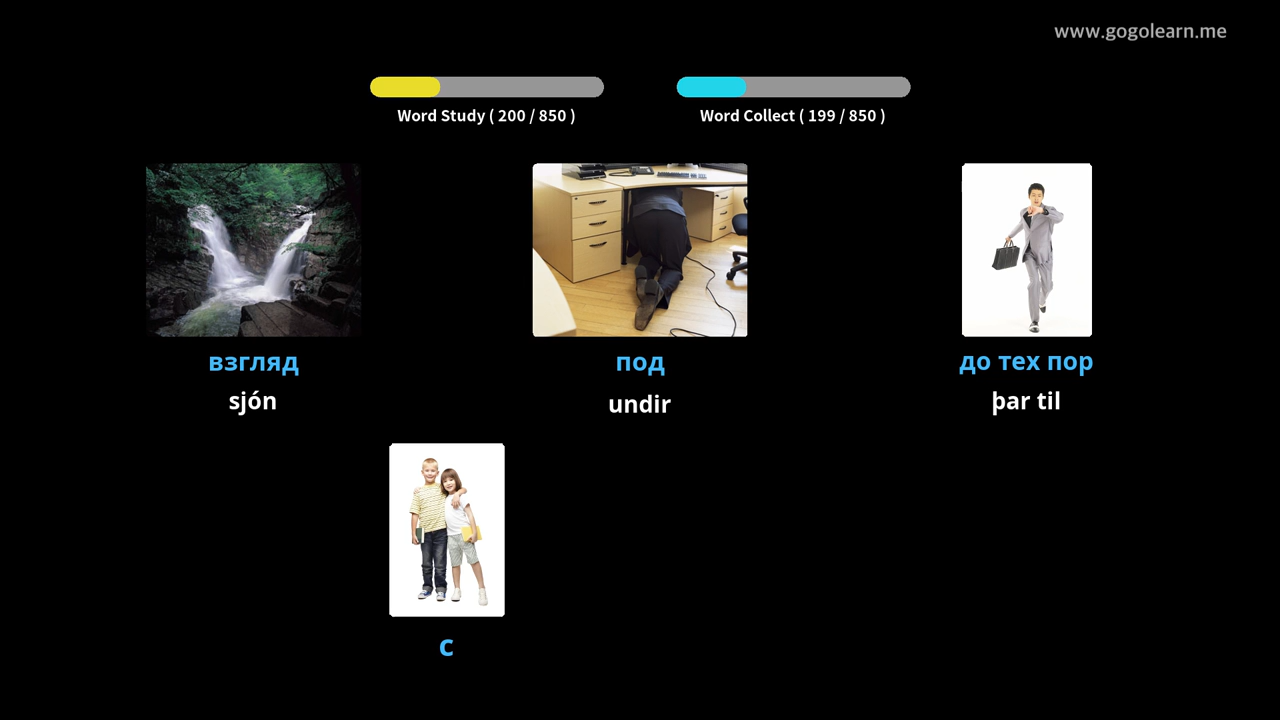 www.gogolearn.me
Word Study ( 200 / 850 )
Word Collect ( 199 / 850 )
взгляд
sjón
под
undir
до тех пор
þar til
с